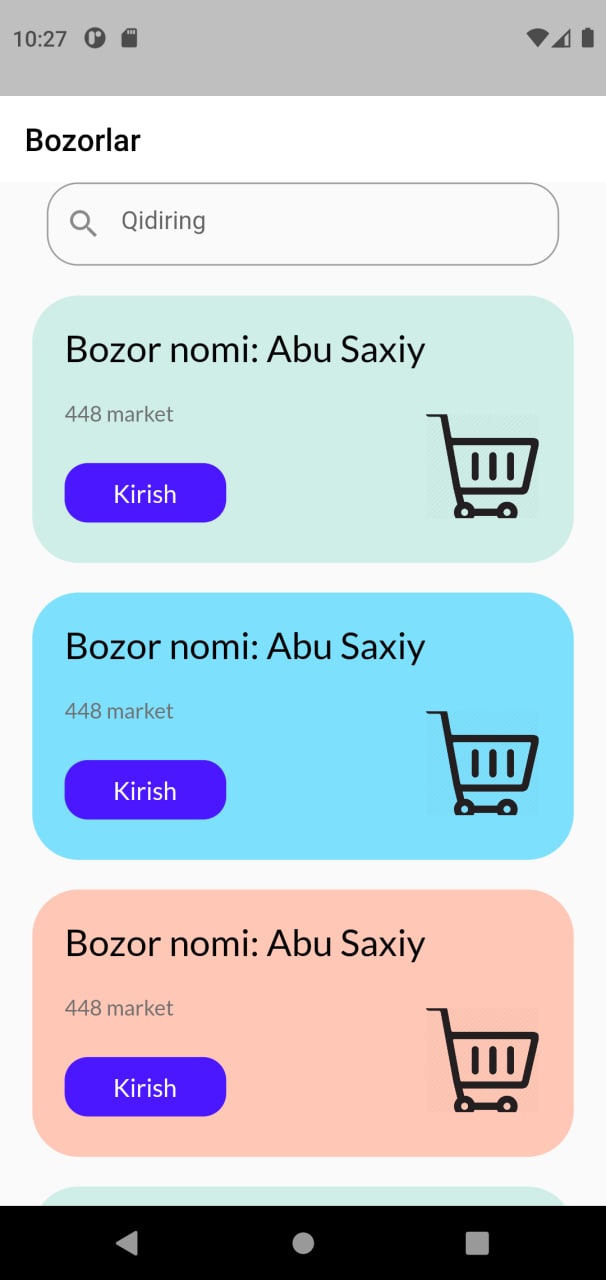 10:27
Bozorlar
Qidiring
Bozor nomi: Abu Saxiy
448 market
Kirish
Bozor nomi: Abu Saxiy
448 market
Kirish
Bozor nomi: Abu Saxiy
448 market
Kirish